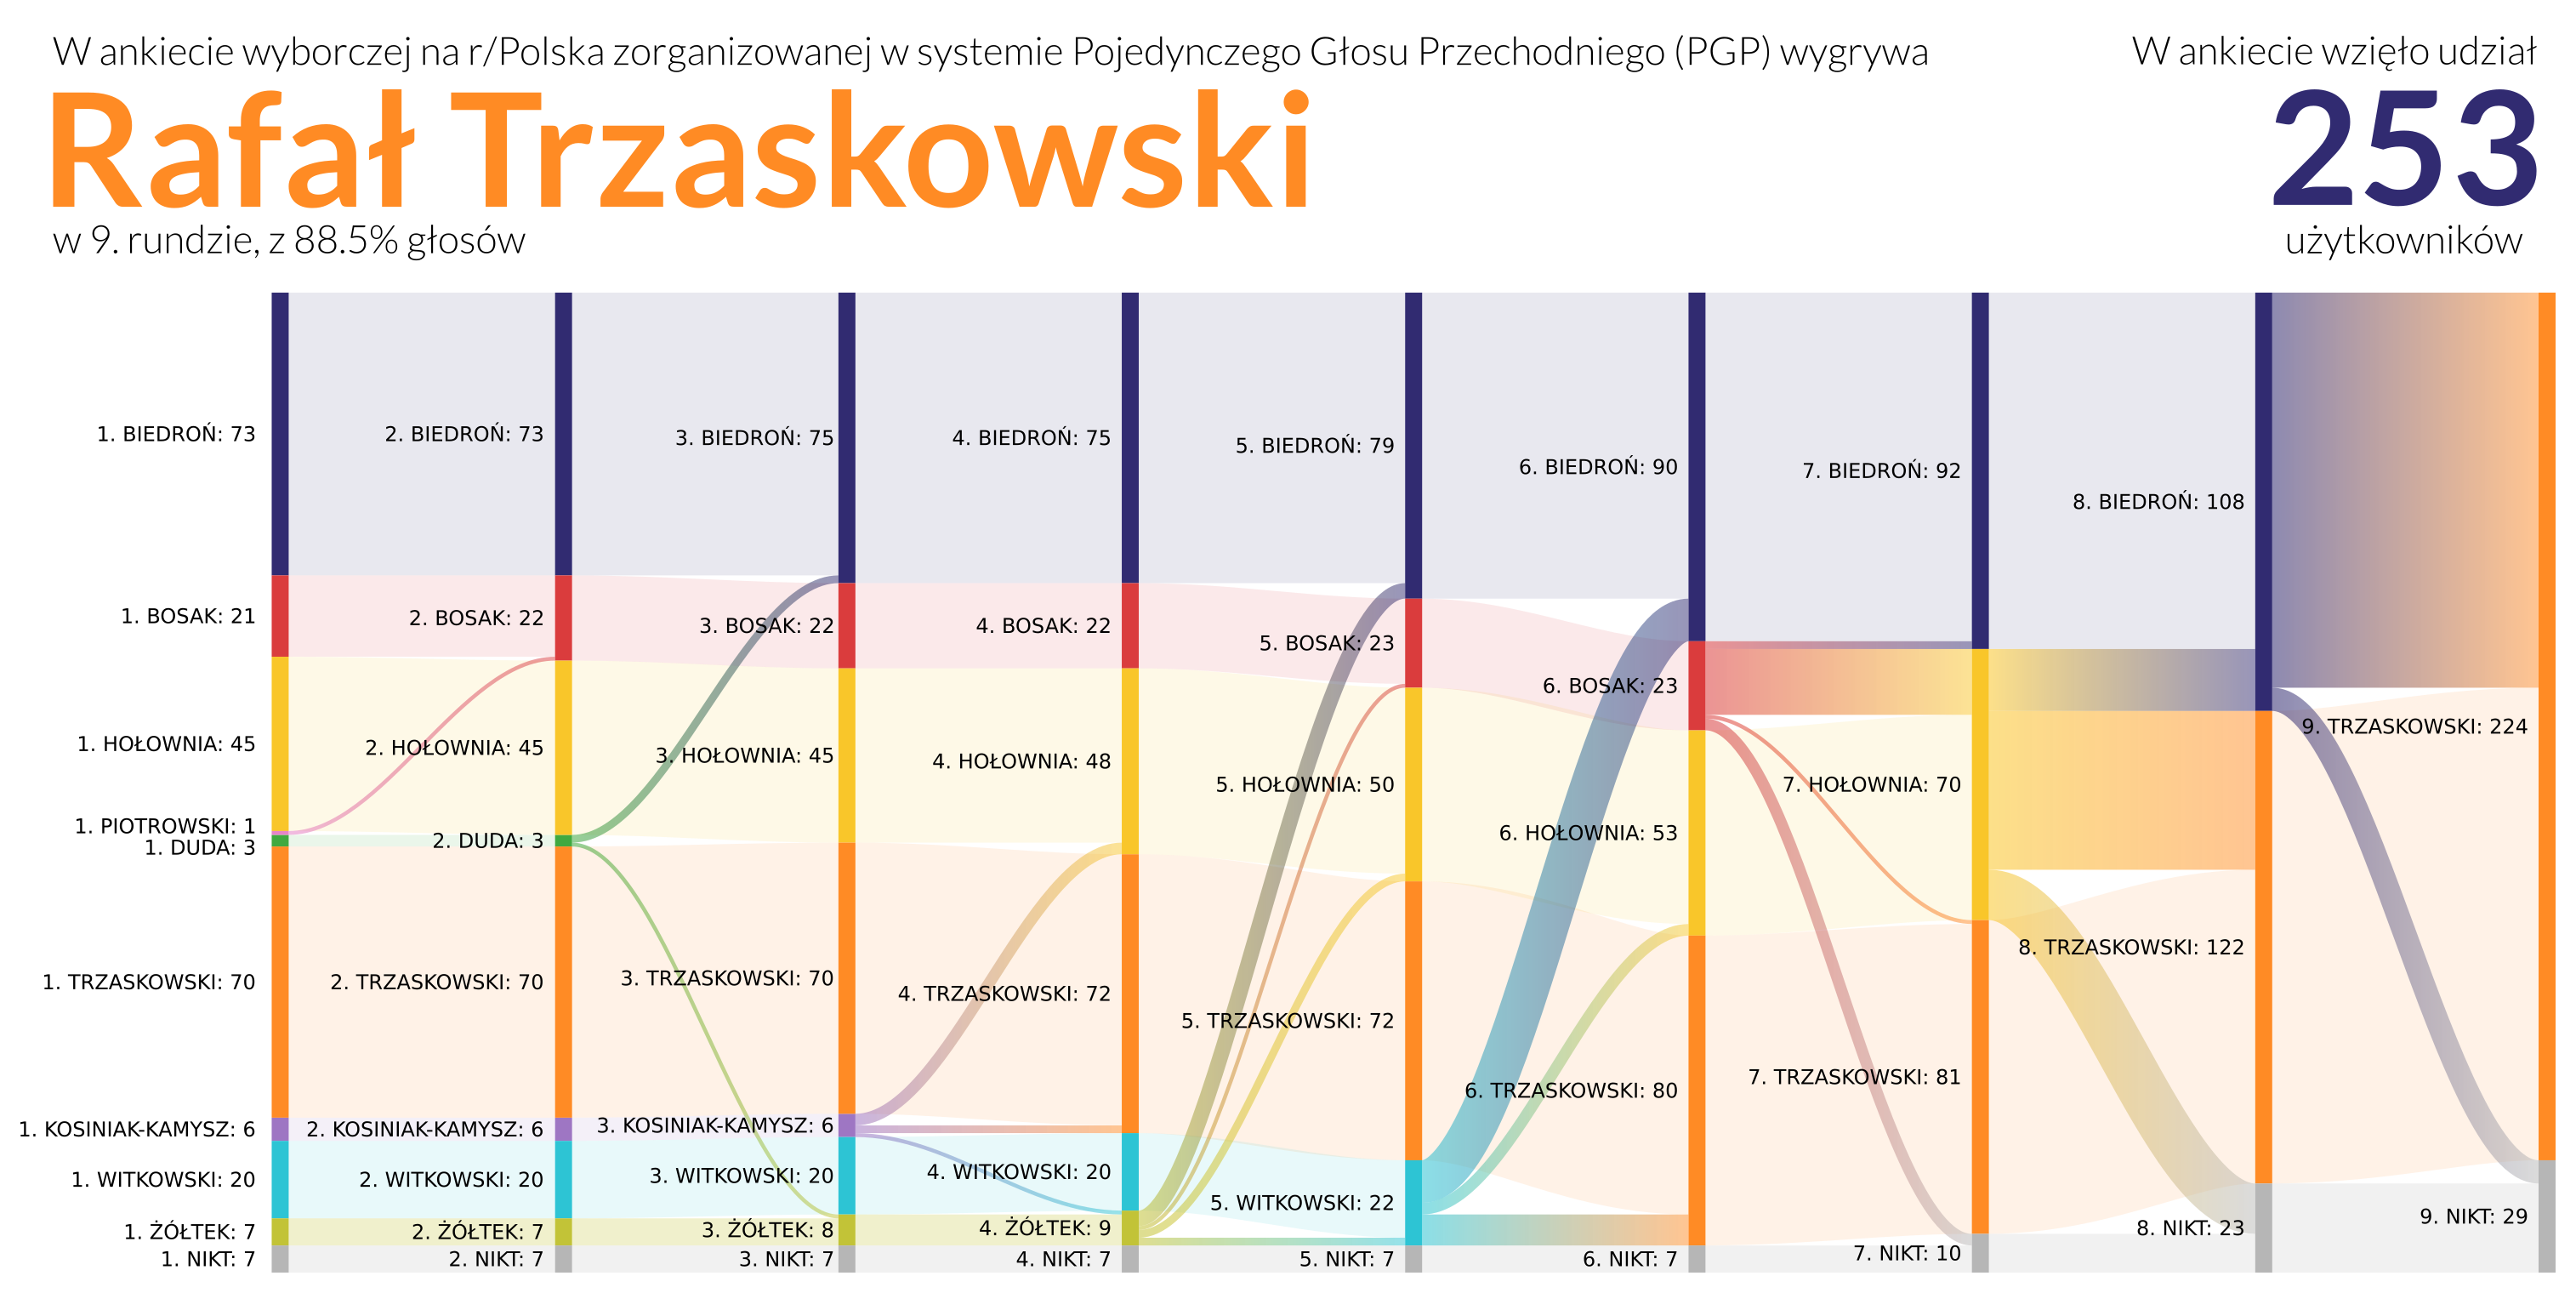 W ankiecie wyborczej na r/Polska zorganizowanej w systemie Pojedynczego Głosu Przechodniego (PGP) wygrywa
Rafał Trzaskowski
w 9. rundzie, z 88.5% głosów
W ankiecie wzięło udział
253
użytkowników
1. BIEDROŃ: 73
1. BOSAK: 21
1. HOŁOWNIA: 45
1. PIOTROWSKI: 1
1. DUDA: 3
1. TRZASKOWSKI: 70
1. KOSINIAK-KAMYSZ: 6
1. WITKOWSKI: 20
1. ŻÓŁTEK: 7
1. NIKT: 7
2. BIEDROŃ: 73
2. BOSAK: 22
2. HOŁOWNIA: 45
2. DUDA: 3
2. TRZASKOWSKI: 70
2. KOSINIAK-KAMYSZ: 6
2. WITKOWSKI: 20
2. ŻÓŁTEK: 7
2. NIKT: 7
3. BIEDROŃ: 75
3. BOSAK: 22
3. HOŁOWNIA: 45
3. TRZASKOWSKI: 70
3. KOSINIAK-KAMYSZ: 6
3. WITKOWSKI: 20
3. ŻÓŁTEK: 8
3. NIKT: 7
4. BIEDROŃ: 75
4. BOSAK: 22
4. HOŁOWNIA: 48
4. TRZASKOWSKI: 72
4. WITKOWSKI: 20
4. ŻÓŁTEK: 9
4. NIKT: 7
5. BIEDROŃ: 79
5. BOSAK: 23
5. HOŁOWNIA: 50
5. TRZASKOWSKI: 72
5. WITKOWSKI: 22
5. NIKT: 7
6. BIEDROŃ: 90
6. BOSAK: 23
6. HOŁOWNIA: 53
6. TRZASKOWSKI: 80
6. NIKT: 7
7. BIEDROŃ: 92
7. HOŁOWNIA: 70
7. TRZASKOWSKI: 81
7. NIKT: 10
8. BIEDROŃ: 108
8. TRZASKOWSKI: 122
8. NIKT: 23
9. TRZASKOWSKI: 224
9. NIKT: 29